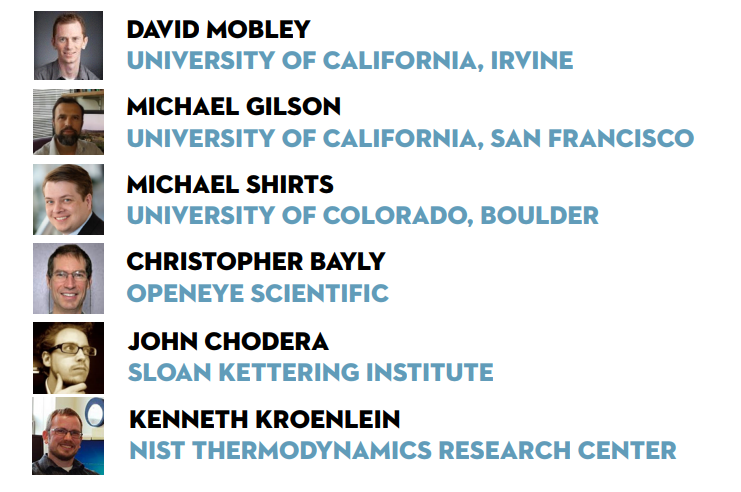 DAVID MOBLEY
UNIVERSITY OF CALIFORNIA, IRVINE
MICHAEL GILSON
UNIVERSITY OF CALIFORNIA, SAN FRANCISCO
MICHAEL SHIRTS
UNIVERSITY OF COLORADO, BOULDER
CHRISTOPHER BAYLY
OPENEYE SCIENTIFIC
JOHN CHODERA
SLOAN KETTERING INSTITUTE
KENNETH KROENLEIN
NIST THERMODYNAMICS RESEARCH CENTER